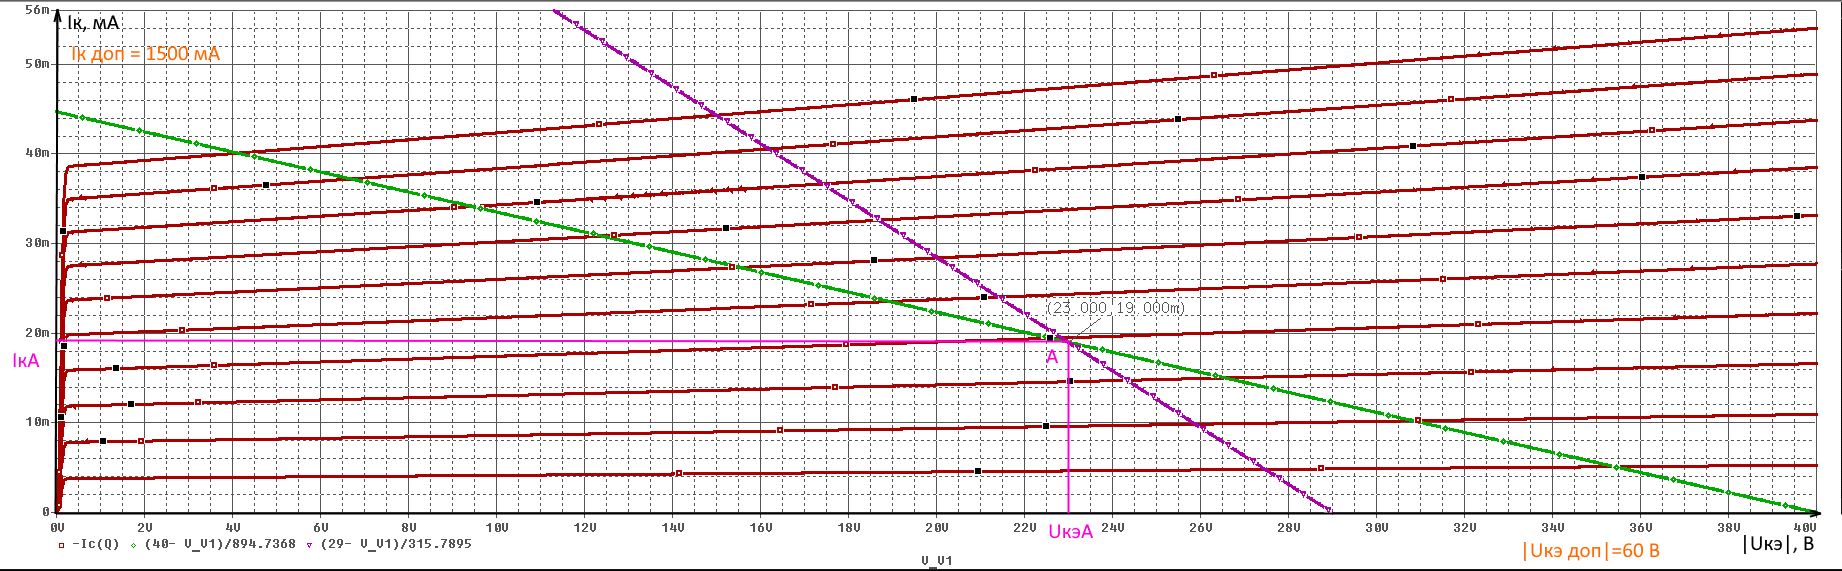 56m
Iк, мА
Iк доп = 1500 мА
50m
40m
30m
20m
10m
0
IкА
(23.000,19.000m)
А
0V 2V 4V 6V 8V 10V 12V 14V 16V 18V 20V 22V 24V 26V 28V 30V 32V 34V 36V 38V 40V
UкэА
|Uкэ|, В
-Ic(Q) (40- V_V1)/894.7368 (29- V_V1)/315.7895
|Uкэ доп|=60 В
V_V1